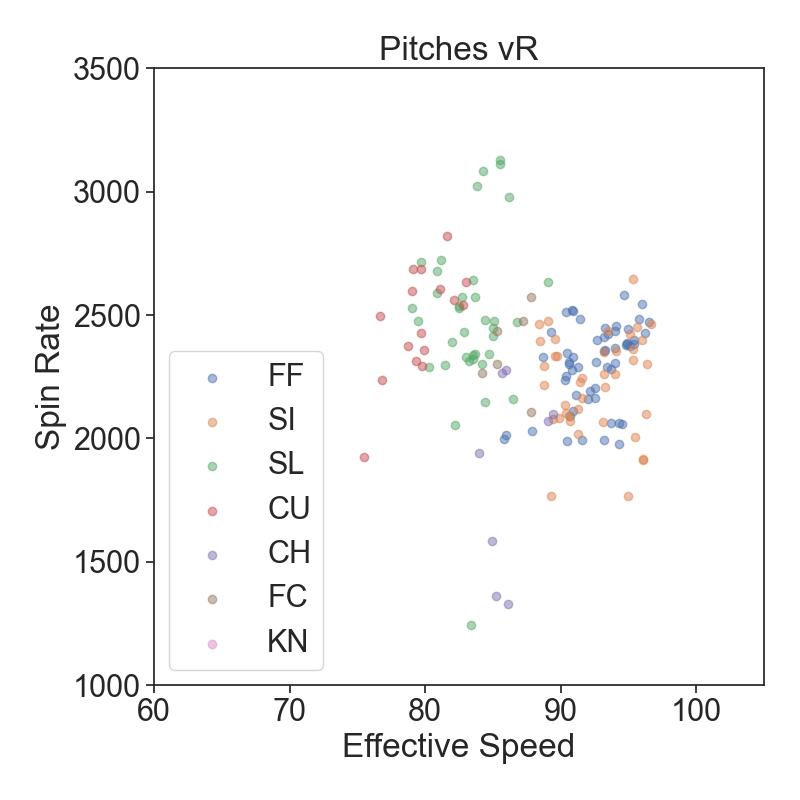 Pitches vR
3500
3000
2500
2000
1500
1000
Spin Rate
FF
SI
SL
CU
CH
FC
KN
60 70 80 90 100
Effective Speed